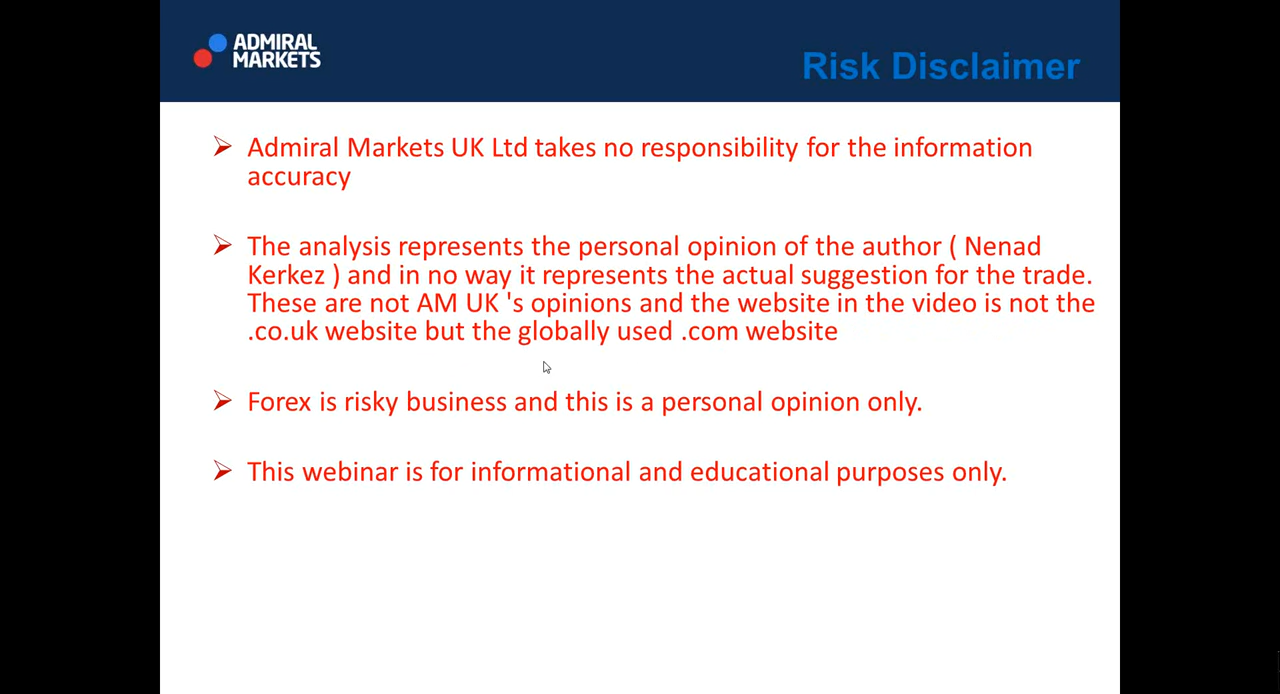 ADMIRAL
MARKETS
Risk Disclaimer
Admiral Markets UK Ltd takes no responsibility for the information
accuracy
The analysis represents the personal opinion of the author ( Nenad
Kerkez ) and in no way it represents the actual suggestion for the trade.
These are not AM UK 's opinions and the website in the video is not the
.co.uk website but the globally used .com website
Forex is risky business and this is a personal opinion only.
This webinar is for informational and educational purposes only.